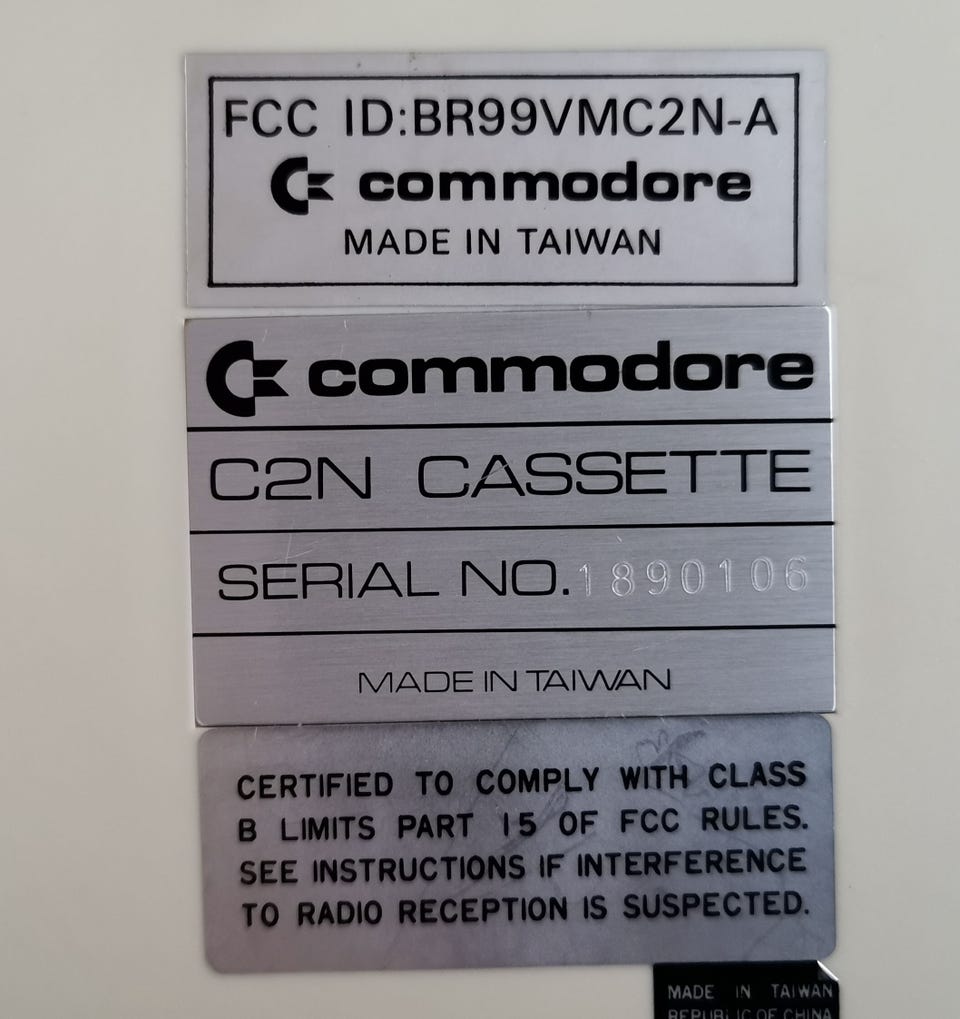 FCC ID:BR99VMC2N-A
commodore
MADE IN TAIWAN
commodore
C2N CASSETTE
SERIAL NO.1890106
MADE IN TAIWAN
CERTIFIED TO COMPLY WITH CLASS
B LIMITS PART 15 OF FCC RULES.
SEE INSTRUCTIONS IF INTERFERENCE
TO RADIO RECEPTION IS SUSPECTED.
MADE IN TAIWAN
REPUBLIC OF CHINA